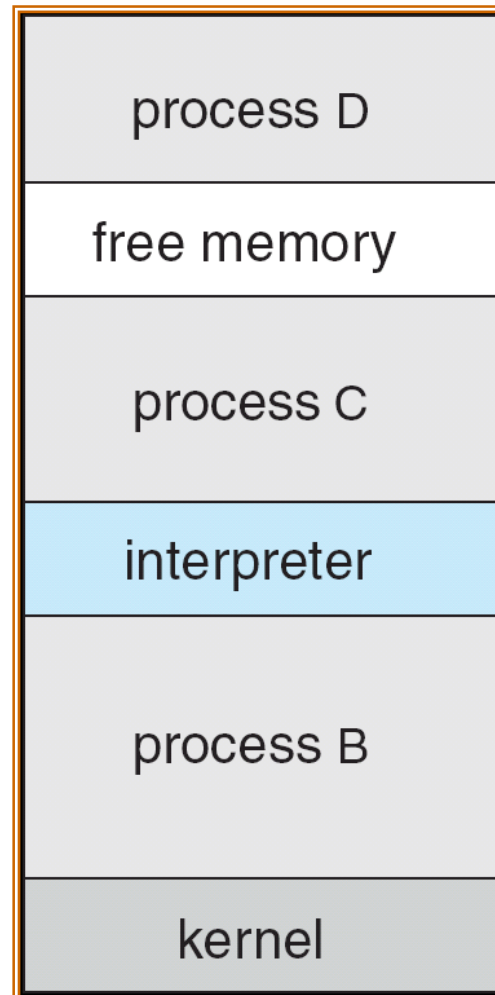 process D
free memory
process C
interpreter
process B
kernel